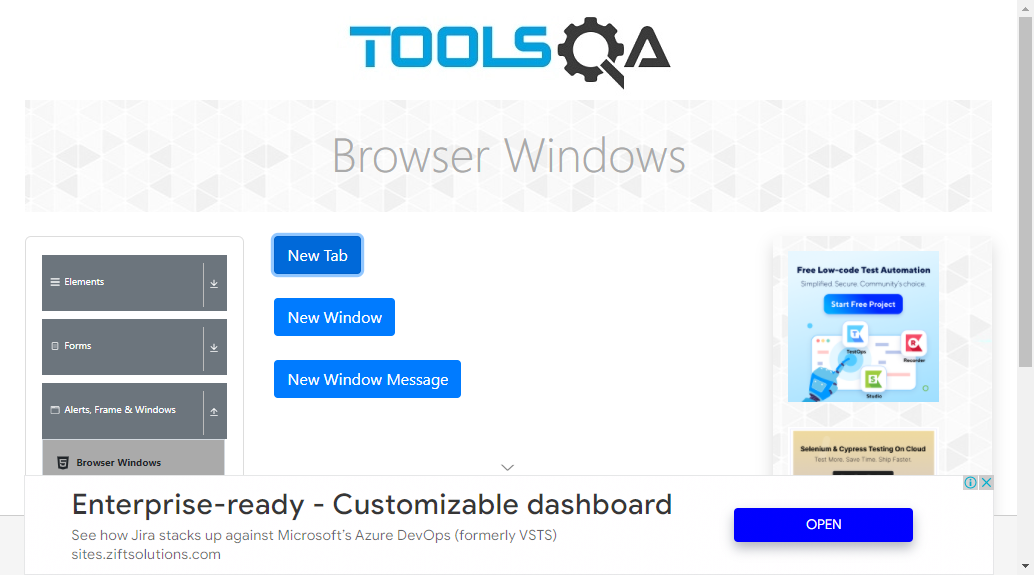 TOOLSQA
Browser Windows
Elements
Forms
Alerts, Frame & Windows
Browser Windows
New Tab
New Window
New Window Message
Free Low-code Test Automation
Simplified. Secure. Community's choice
Start Free Project
TestOps
Recorder
Studio
Selenium & Cypress Testing On Cloud
Test More. Save Time. Ship Faster.
Enterprise-ready - Customizable dashboard
See how Jira stacks up against Microsoft's Azure DevOps (formerly VSTS)
sites.ziftsolutions.com
OPEN